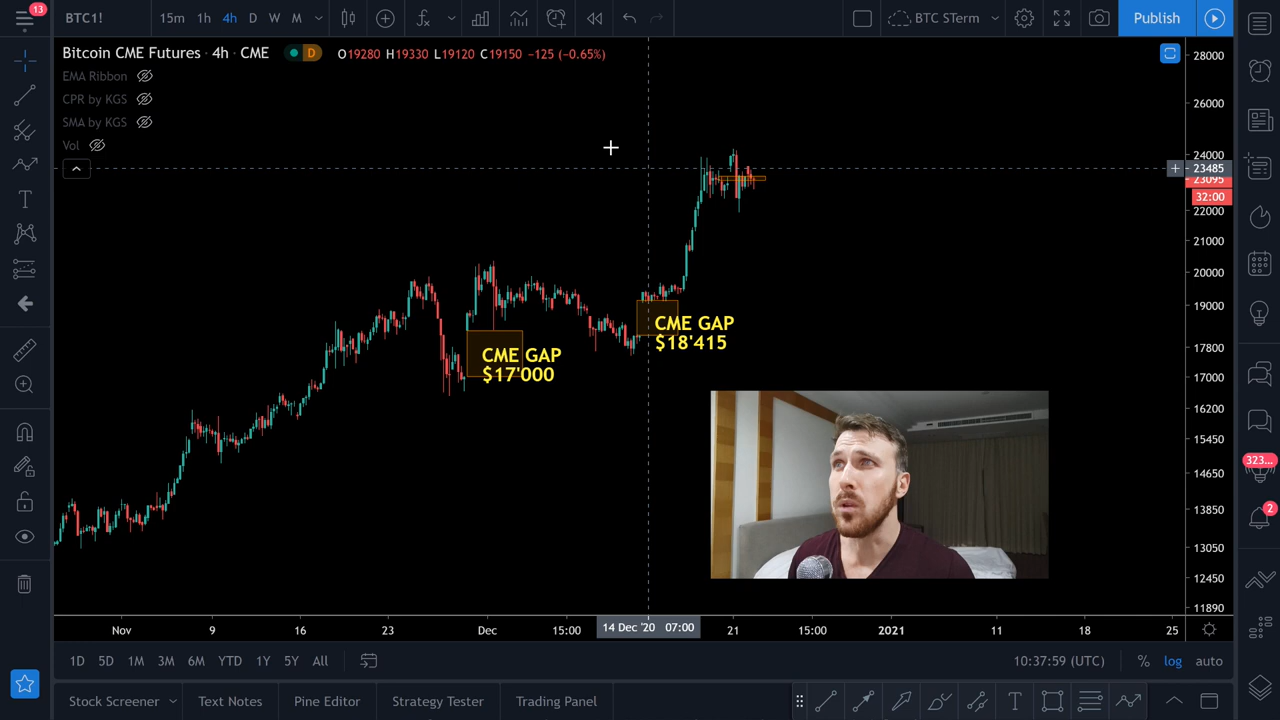 13
BTC1!
15m 1h 4h D W M
BTC STerm
Publish
Bitcoin CME Futures · 4h · CME
D
O19280 H19330 L19120 C19150 −125 (−0.65%)
EMA Ribbon
CPR by KGS
SMA by KGS
Vol
28000
26000
24000
23485
23095
32:00
22000
21000
20000
19000
17800
17000
16200
15450
14650
13850
13050
12450
11890
CME GAP
$18'415
CME GAP
$17'000
323...
2
Nov 9 16 23 Dec 15:00 14 Dec '20 07:00 21 15:00 2021 11 18 25
1D 5D 1M 3M 6M YTD 1Y 5Y All
10:37:59 (UTC) % log auto
Stock Screener Text Notes Pine Editor Strategy Tester Trading Panel